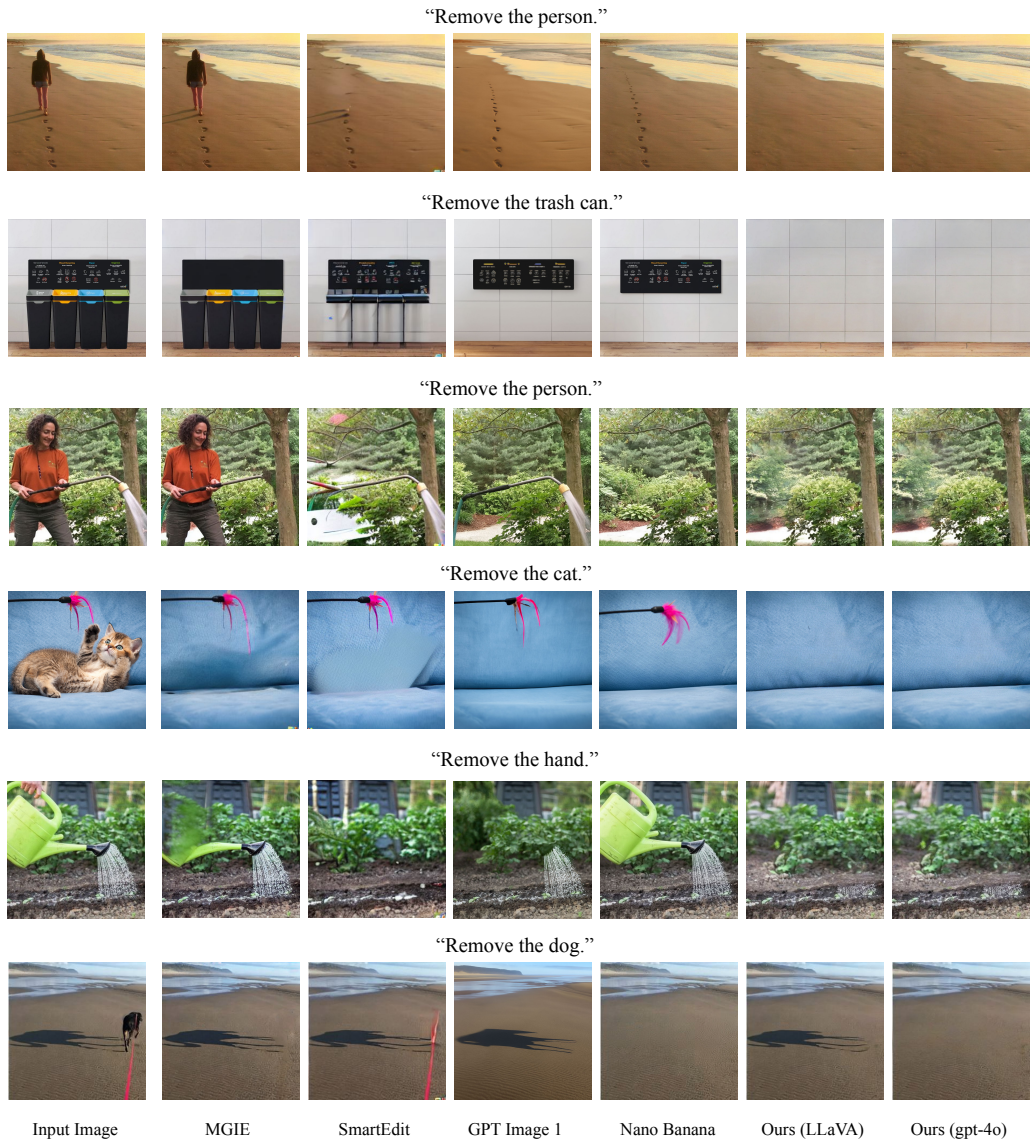 “Remove the person.”
“Remove the trash can.”
“Remove the person.”
“Remove the cat.”
“Remove the hand.”
“Remove the dog.”
Input Image MGIE SmartEdit GPT Image 1 Nano Banana Ours (LLaVA) Ours (gpt-4o)